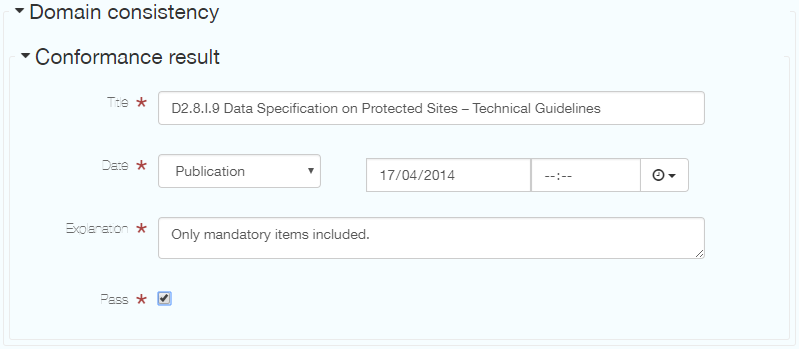 Domain consistency
Conformance result
Title * D2.8.I.9 Data Specification on Protected Sites – Technical Guidelines
Date * Publication 17/04/2014 --:--
Explanation * Only mandatory items included.
Pass *